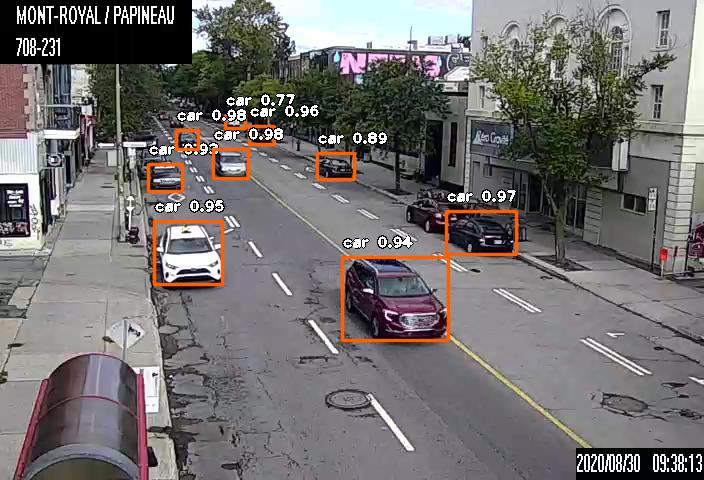 MONT-ROYAL / PAPINEAU
708-231
car 0.77
car 0.96
car 0.98
car 0.98
car 0.89
car 0.93
car 0.97
car 0.95
car 0.94
Aéro Gravité
2020/08/30 09:38:13